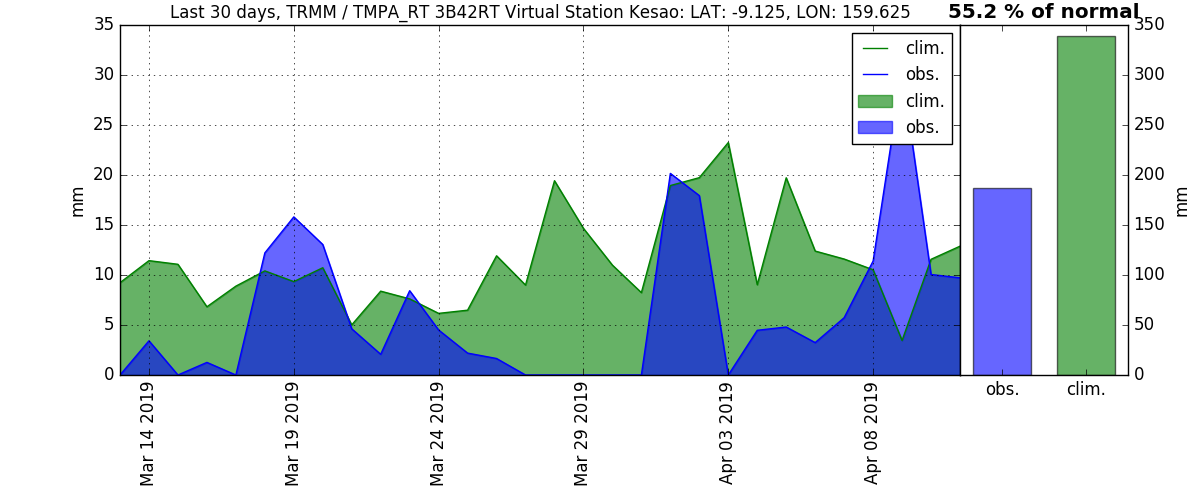 Last 30 days, TRMM / TMPA_RT 3B42RT Virtual Station Kesao: LAT: -9.125, LON: 159.625
55.2 % of normal
35
30
25
20
15
10
5
0
mm
clim.
obs.
clim.
obs.
350
300
250
200
150
100
50
0
mm
obs.
clim.
Mar 14 2019
Mar 19 2019
Mar 24 2019
Mar 29 2019
Apr 03 2019
Apr 08 2019